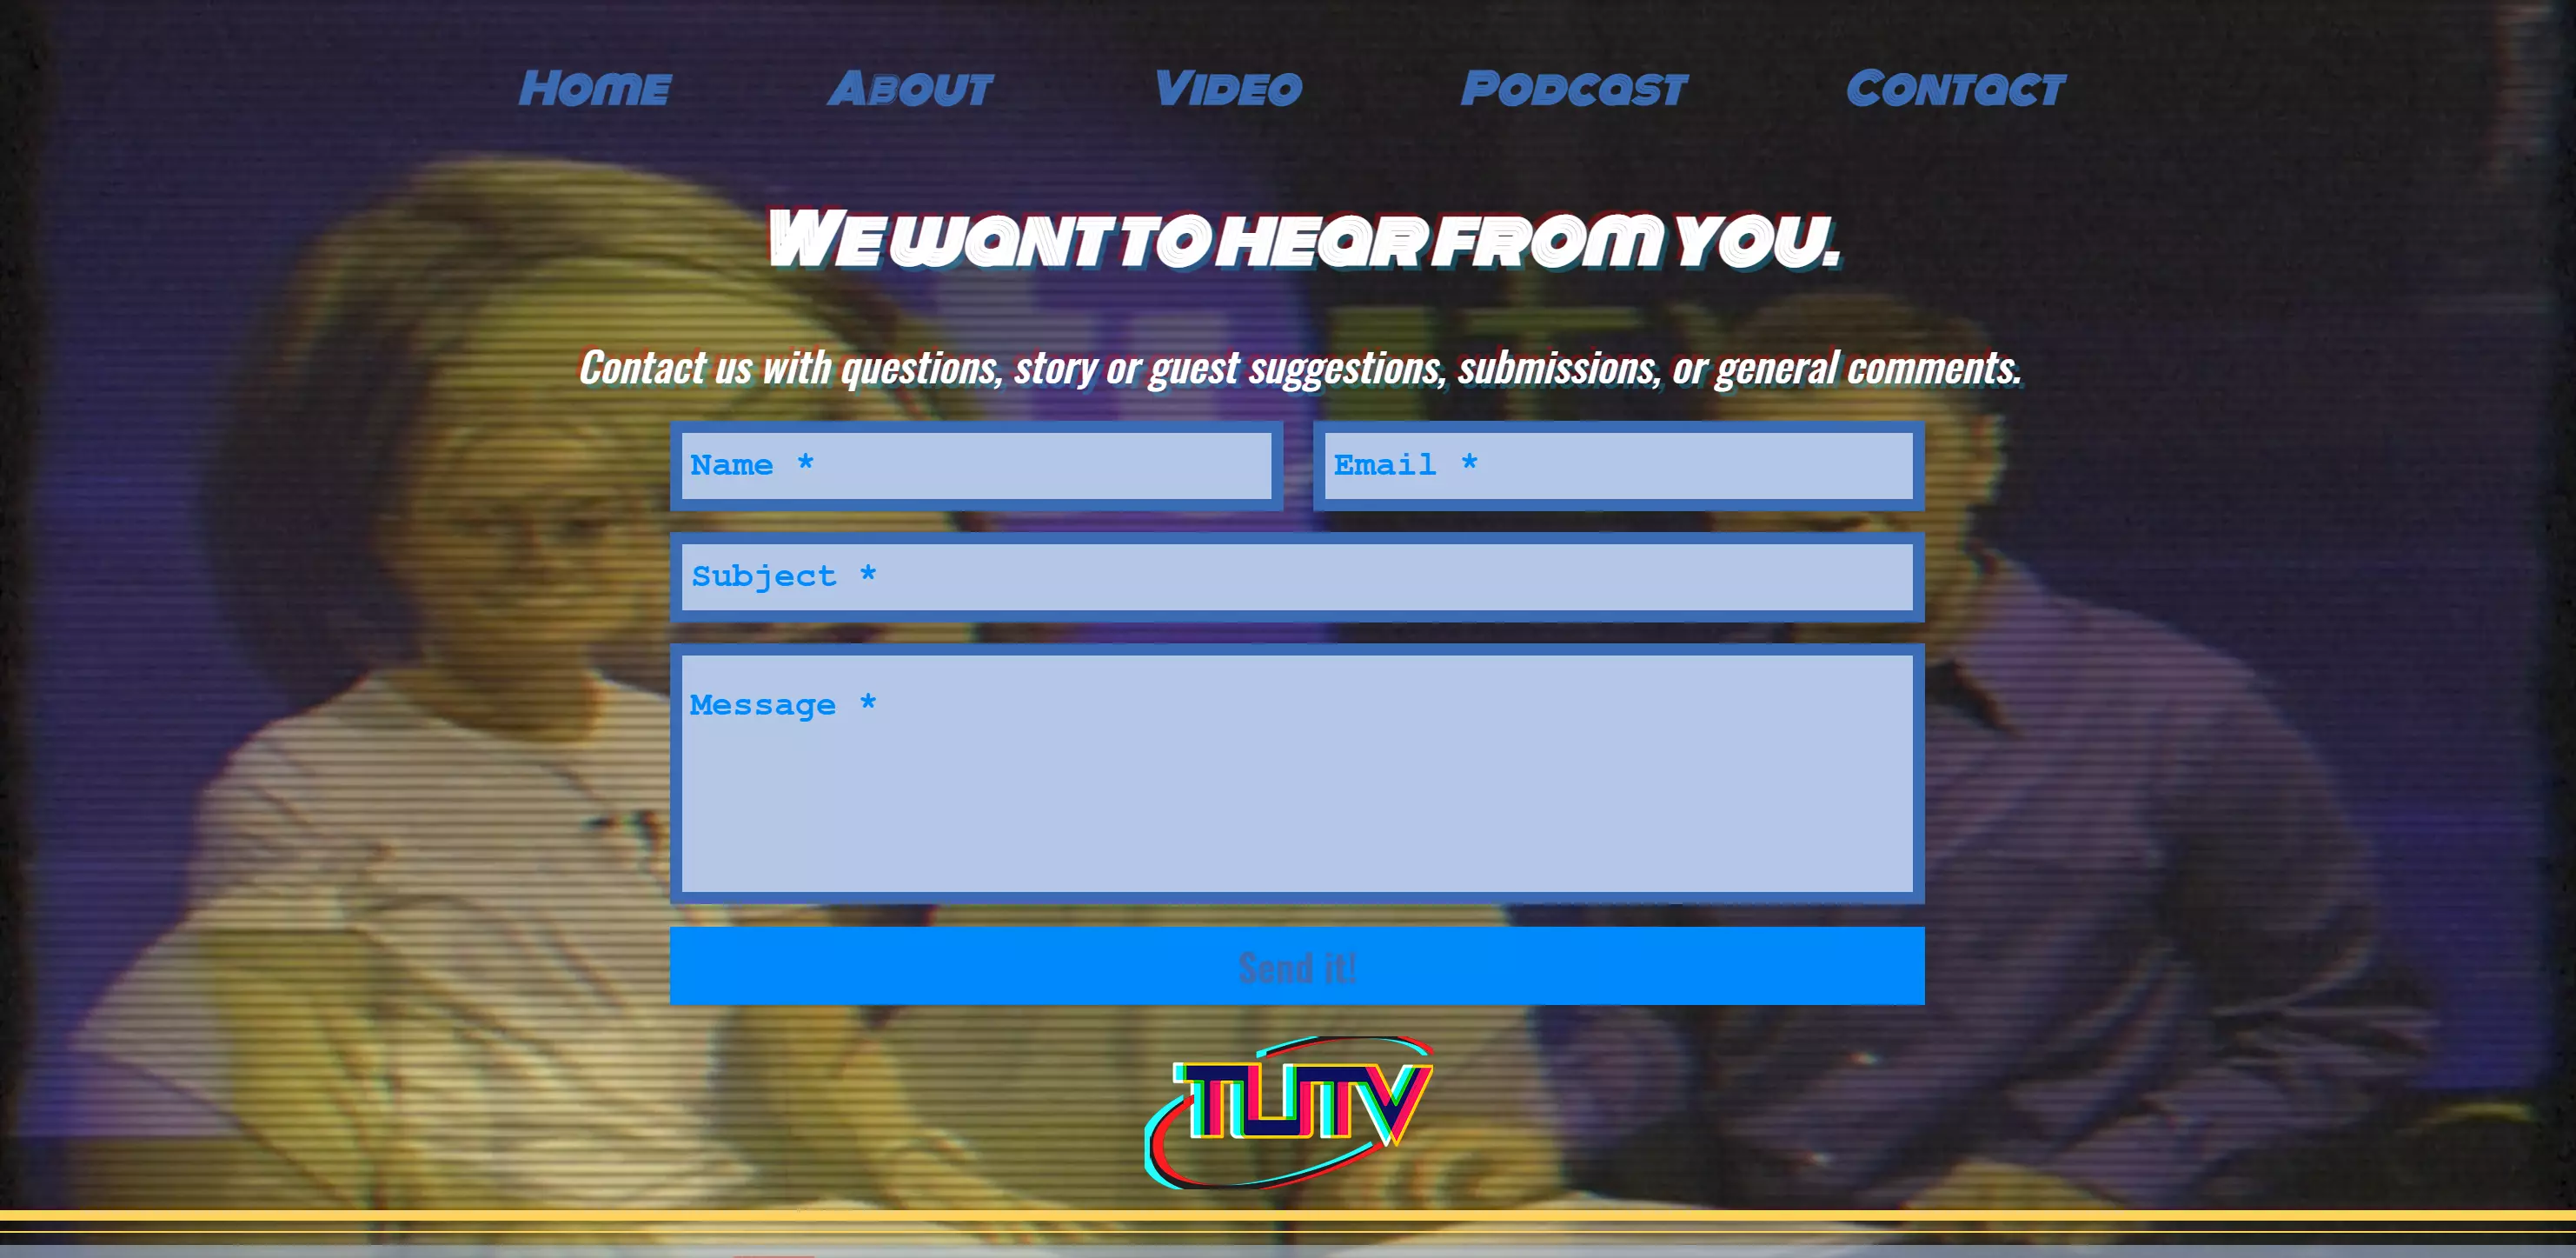 Home About Video Podcast Contact
We want to hear from you.
Contact us with questions, story or guest suggestions, submissions, or general comments.
Name * Email *
Subject *
Message *
Send it!
TUTV